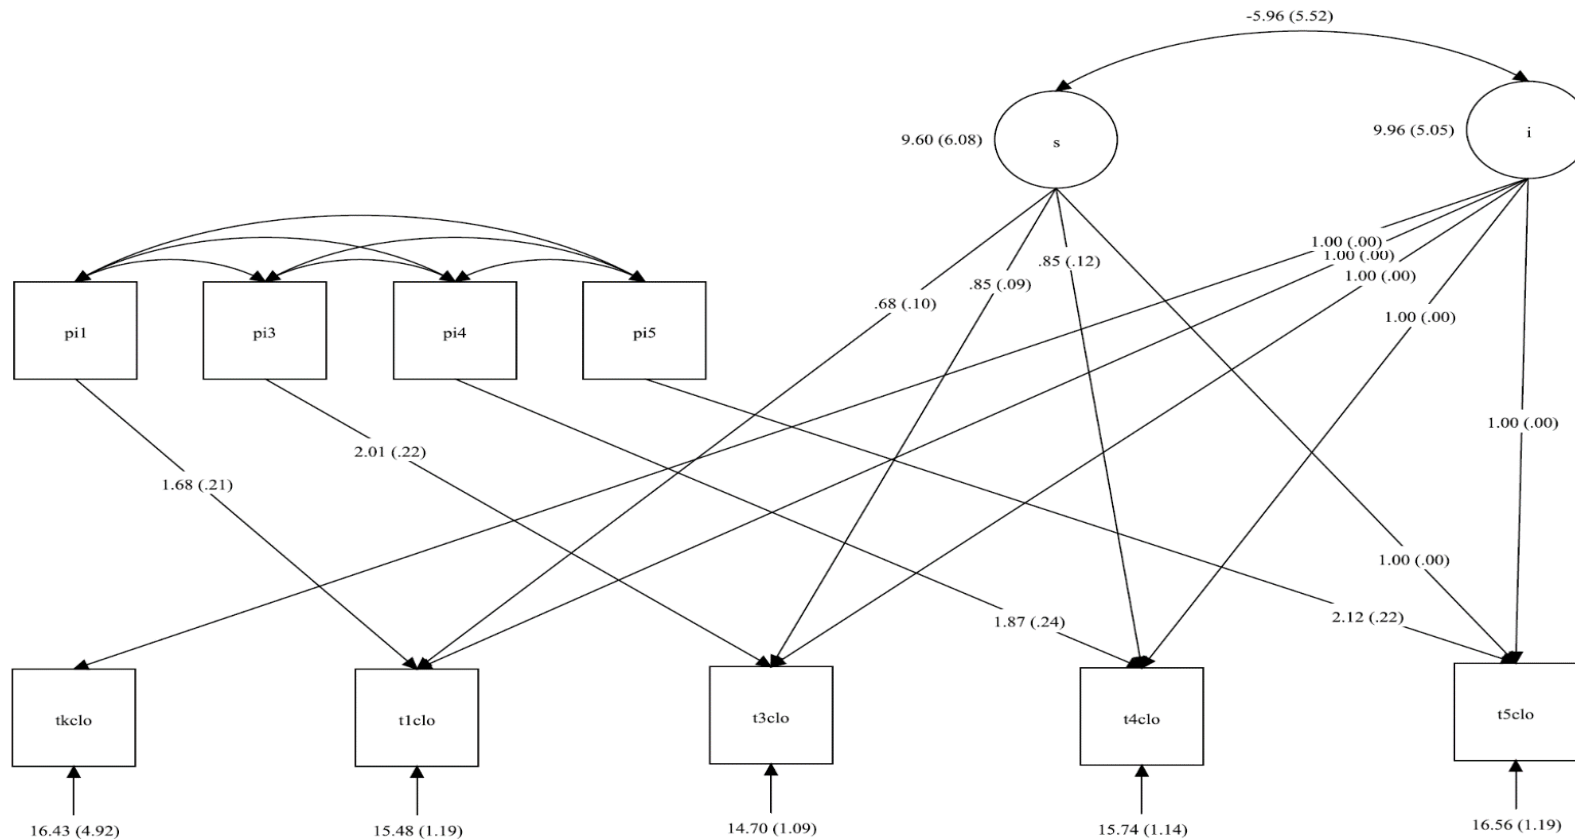 -5.96 (5.52)
9.60 (6.08)
s
9.96 (5.05)
i
1.00 (.00)
1.00 (.00)
1.00 (.00)
.85 (.12)
.85 (.09)
.68 (.10)
1.00 (.00)
pi1
pi3
pi4
pi5
1.00 (.00)
2.01 (.22)
1.68 (.21)
1.00 (.00)
1.87 (.24)
2.12 (.22)
tkclo
t1clo
t3clo
t4clo
t5clo
16.43 (4.92)
15.48 (1.19)
14.70 (1.09)
15.74 (1.14)
16.56 (1.19)